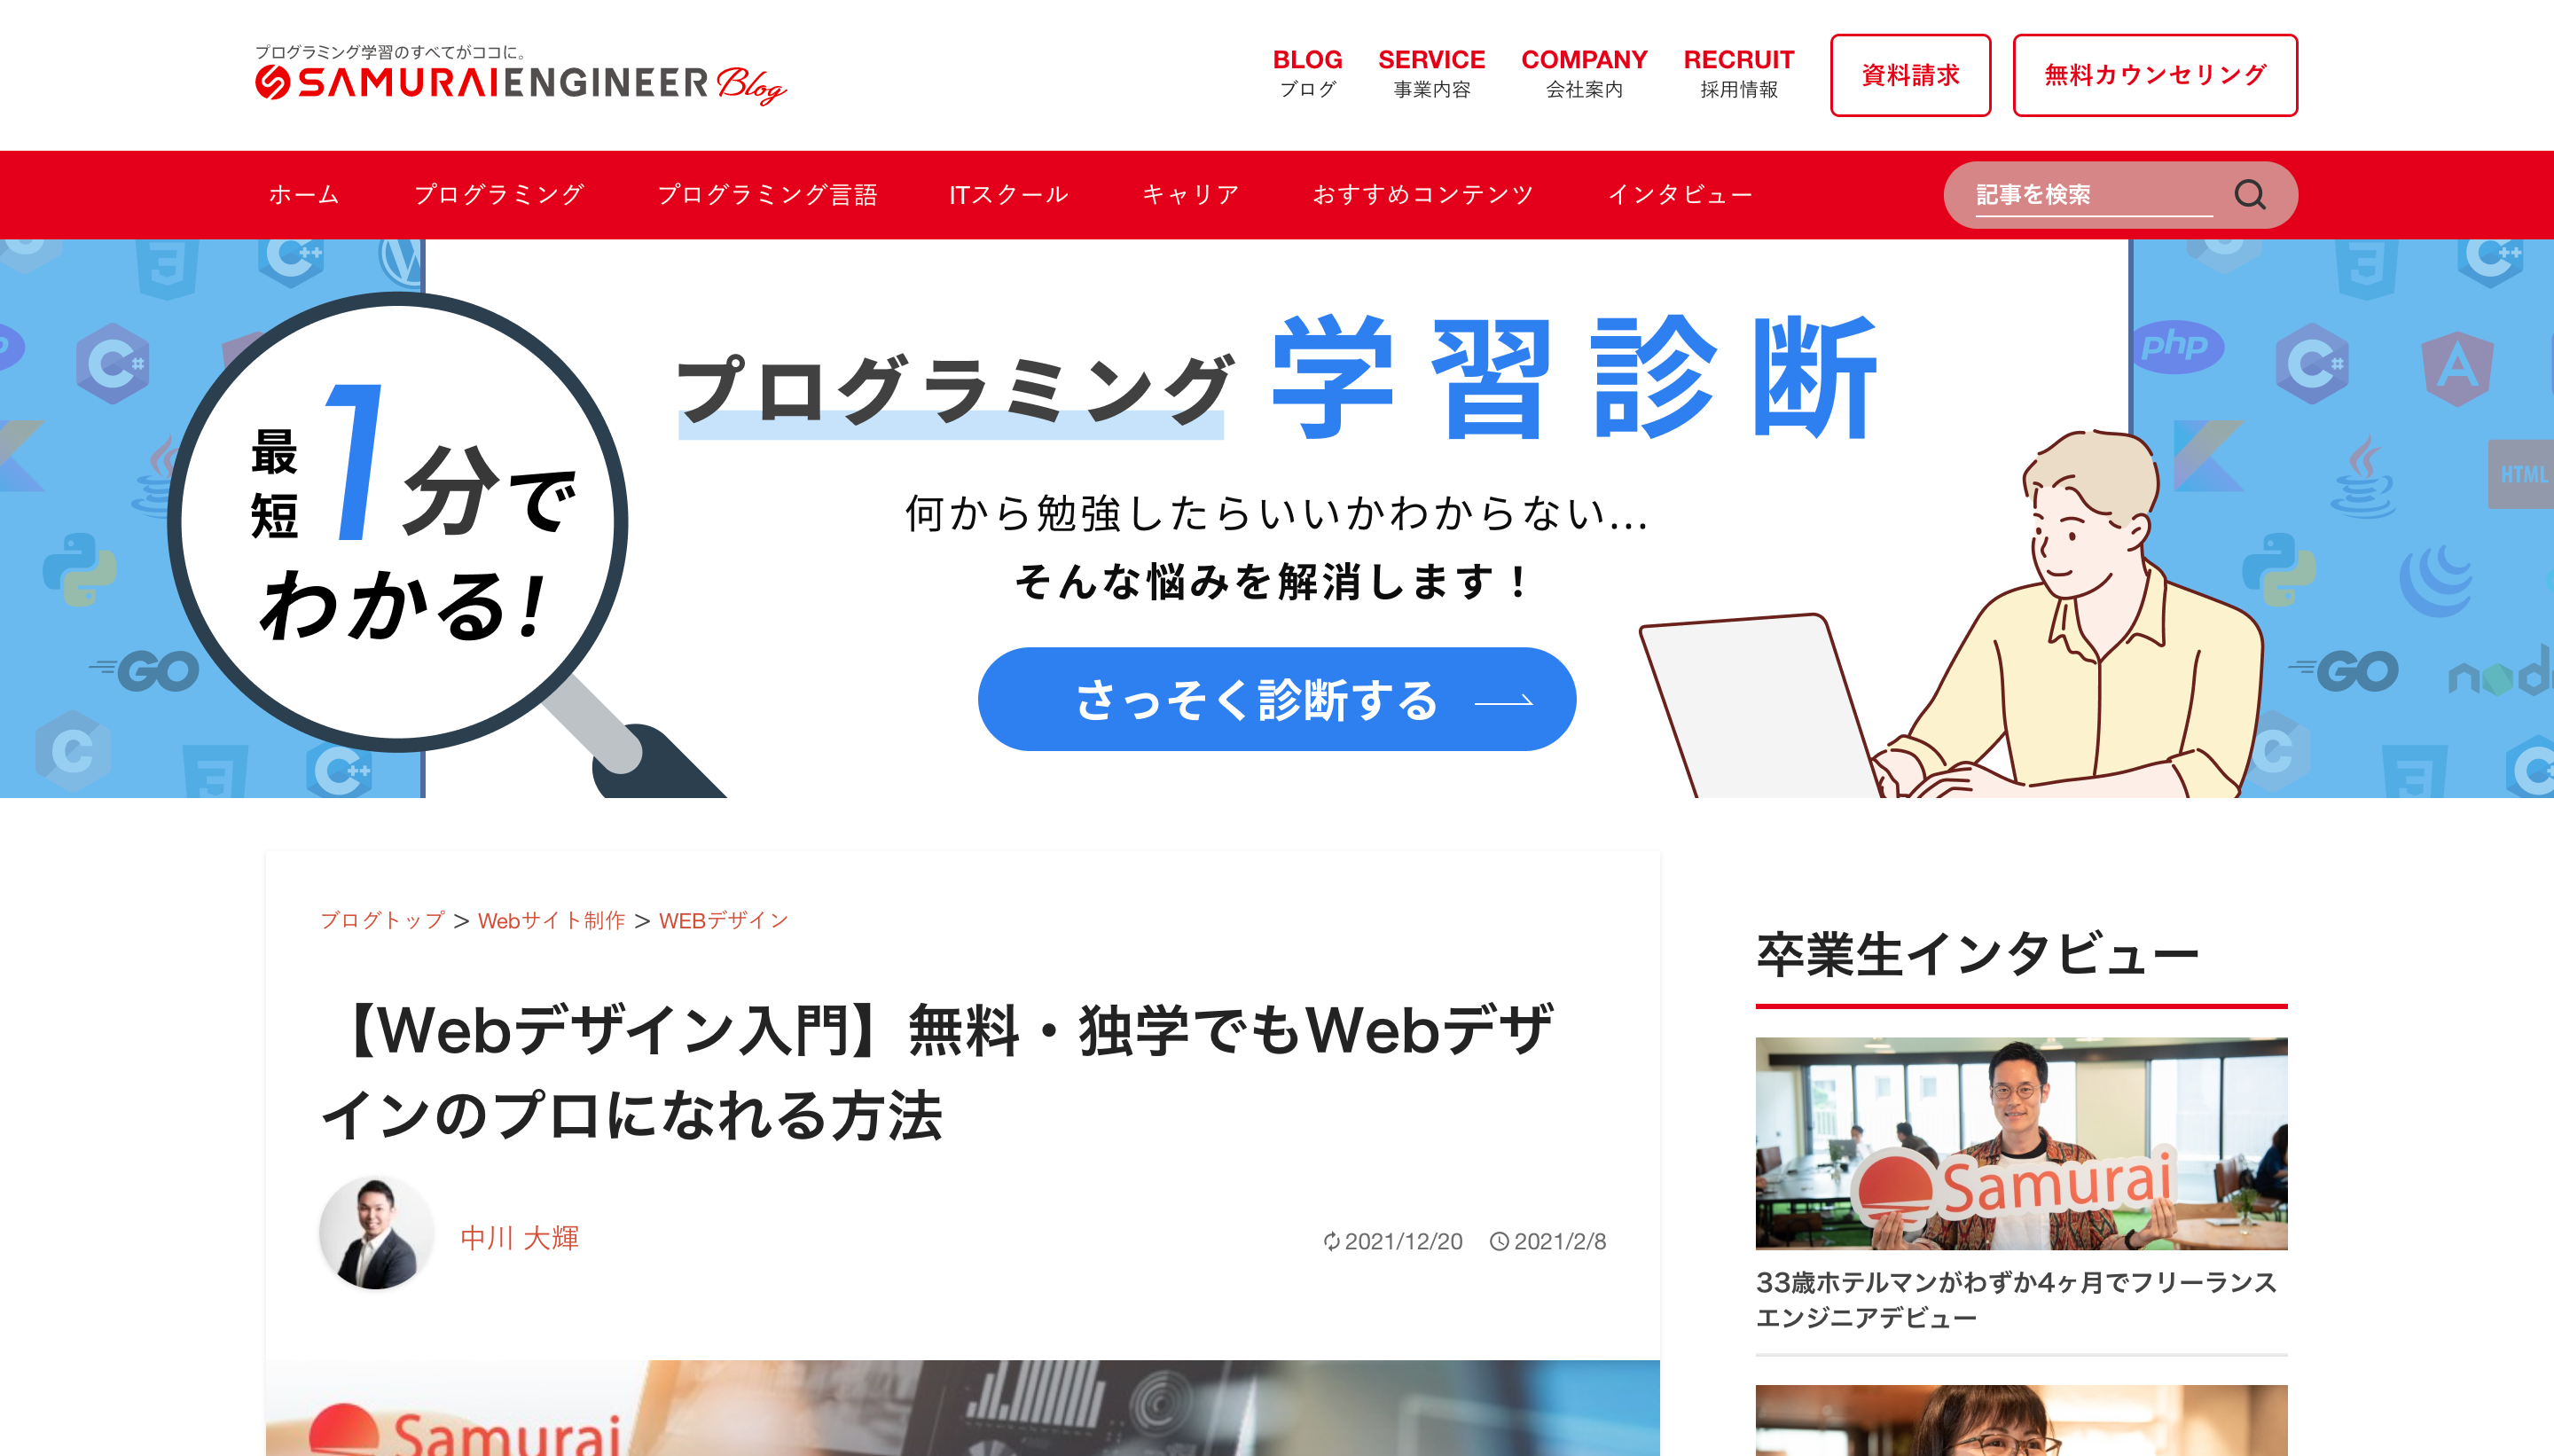 プログラミング学習のすべてがココに。
SAMURAIENGINEER Blog
BLOG
ブログ
SERVICE
事業内容
COMPANY
会社案内
RECRUIT
採用情報
資料請求
無料カウンセリング
ホーム
プログラミング
プログラミング言語
ITスクール
キャリア
おすすめコンテンツ
インタビュー
記事を検索
最短1分で
わかる!
プログラミング 学習診断
何から勉強したらいいかわからない...
そんな悩みを解消します！
さっそく診断する
C++
C#
GO
C
3
C++
php
C#
A
HTML
GO
C
3
ブログトップ > Webサイト制作 > WEBデザイン
【Webデザイン入門】無料・独学でもWebデザ
インのプロになれる方法
中川 大輝
2021/12/20
2021/2/8
Samurai
卒業生インタビュー
Samurai
33歳ホテルマンがわずか4ヶ月でフリーランス
エンジニアデビュー